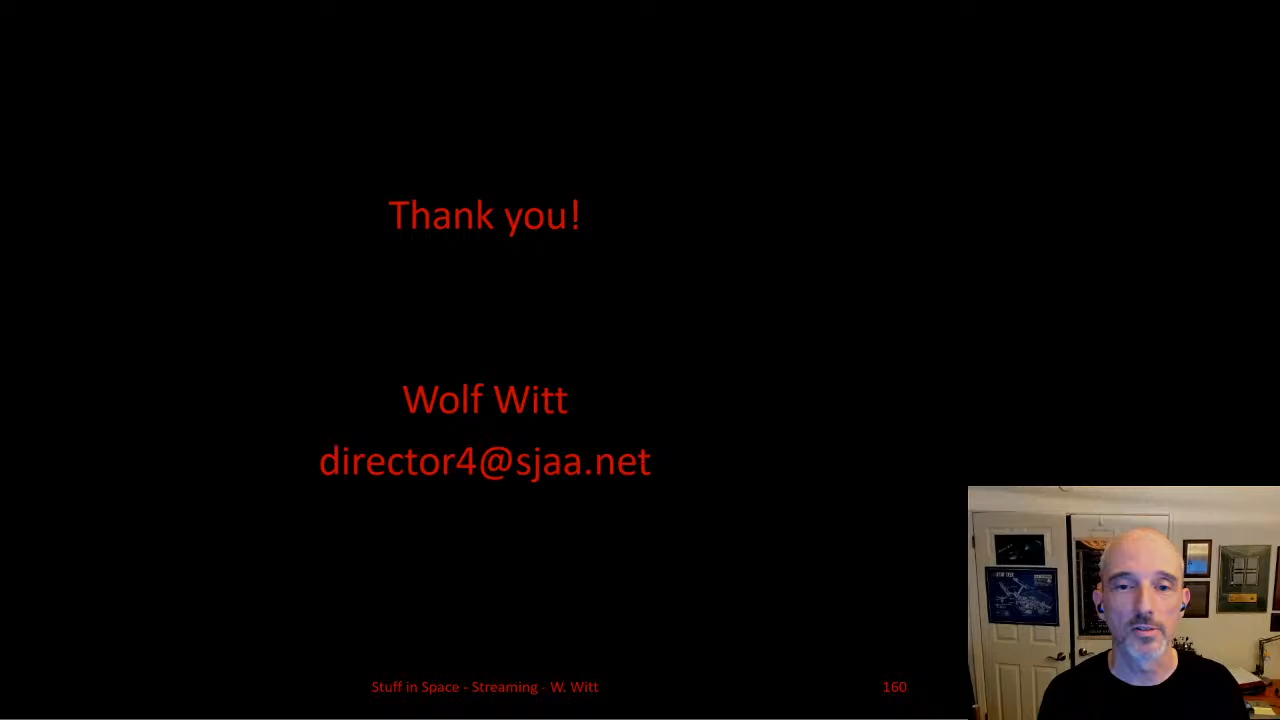 Thank you!
Wolf Witt
director4@sjaa.net
Stuff in Space - Streaming - W. Witt
160